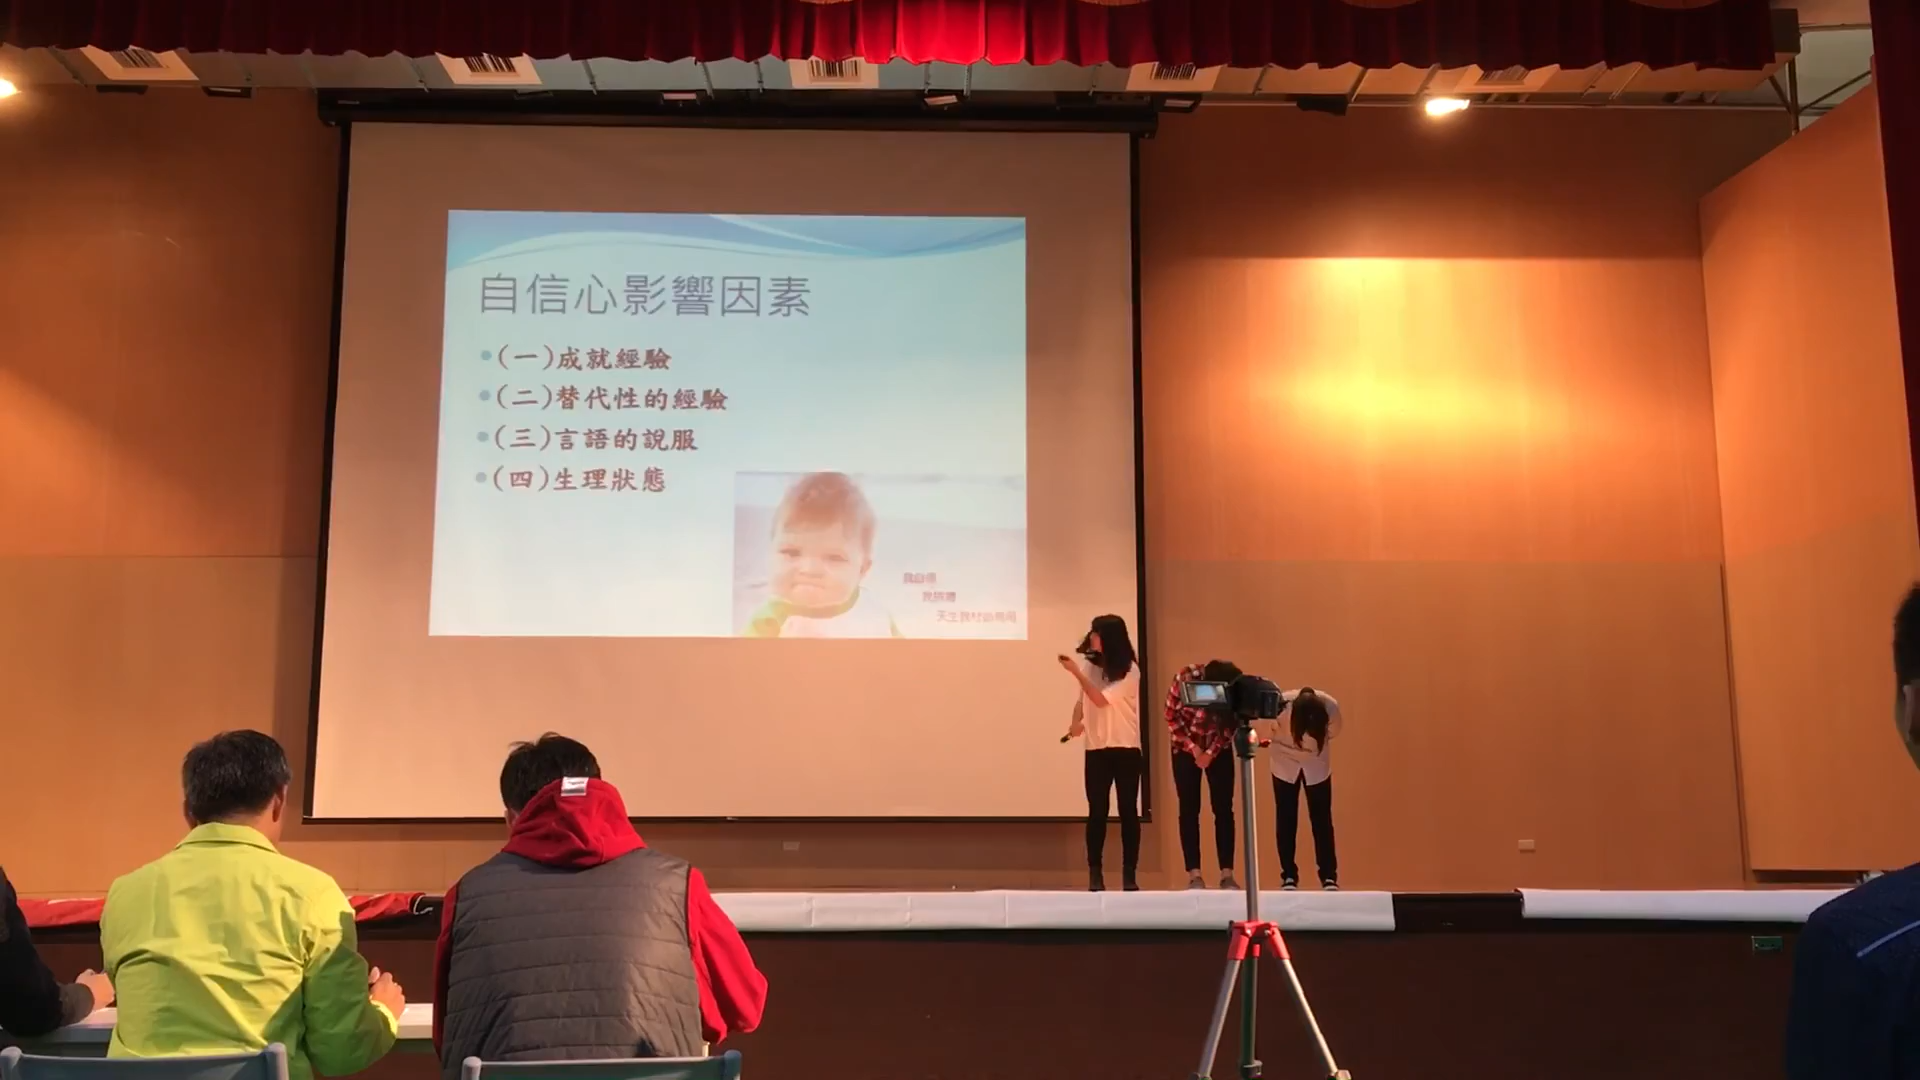 自信心影響因素
•(一)成就經驗
•(二)替代性的經驗
•(三)言語的說服
•(四)生理狀態